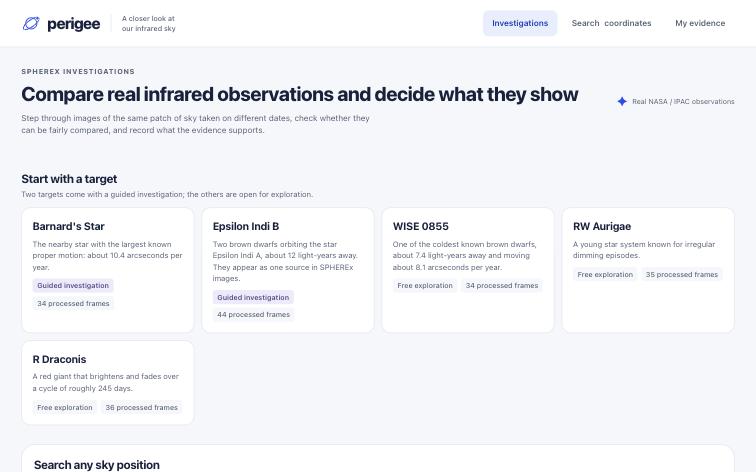 perigee
A closer look at
our infrared sky
Investigations
Search coordinates
My evidence
SPHEREX INVESTIGATIONS
Compare real infrared observations and decide what they show
Real NASA / IPAC observations
Step through images of the same patch of sky taken on different dates, check whether they
can be fairly compared, and record what the evidence supports.
Start with a target
Two targets come with a guided investigation; the others are open for exploration.
Barnard's Star
The nearby star with the largest known
proper motion: about 10.4 arcseconds per
year.
Guided investigation
34 processed frames
Epsilon Indi B
Two brown dwarfs orbiting the star
Epsilon Indi A, about 12 light-years away.
They appear as one source in SPHEREx
images.
Guided investigation
44 processed frames
WISE 0855
One of the coldest known brown dwarfs,
about 7.4 light-years away and moving
about 8.1 arcseconds per year.
Free exploration
34 processed frames
RW Aurigae
A young star system known for irregular
dimming episodes.
Free exploration
35 processed frames
R Draconis
A red giant that brightens and fades over
a cycle of roughly 245 days.
Free exploration
36 processed frames
Search any sky position